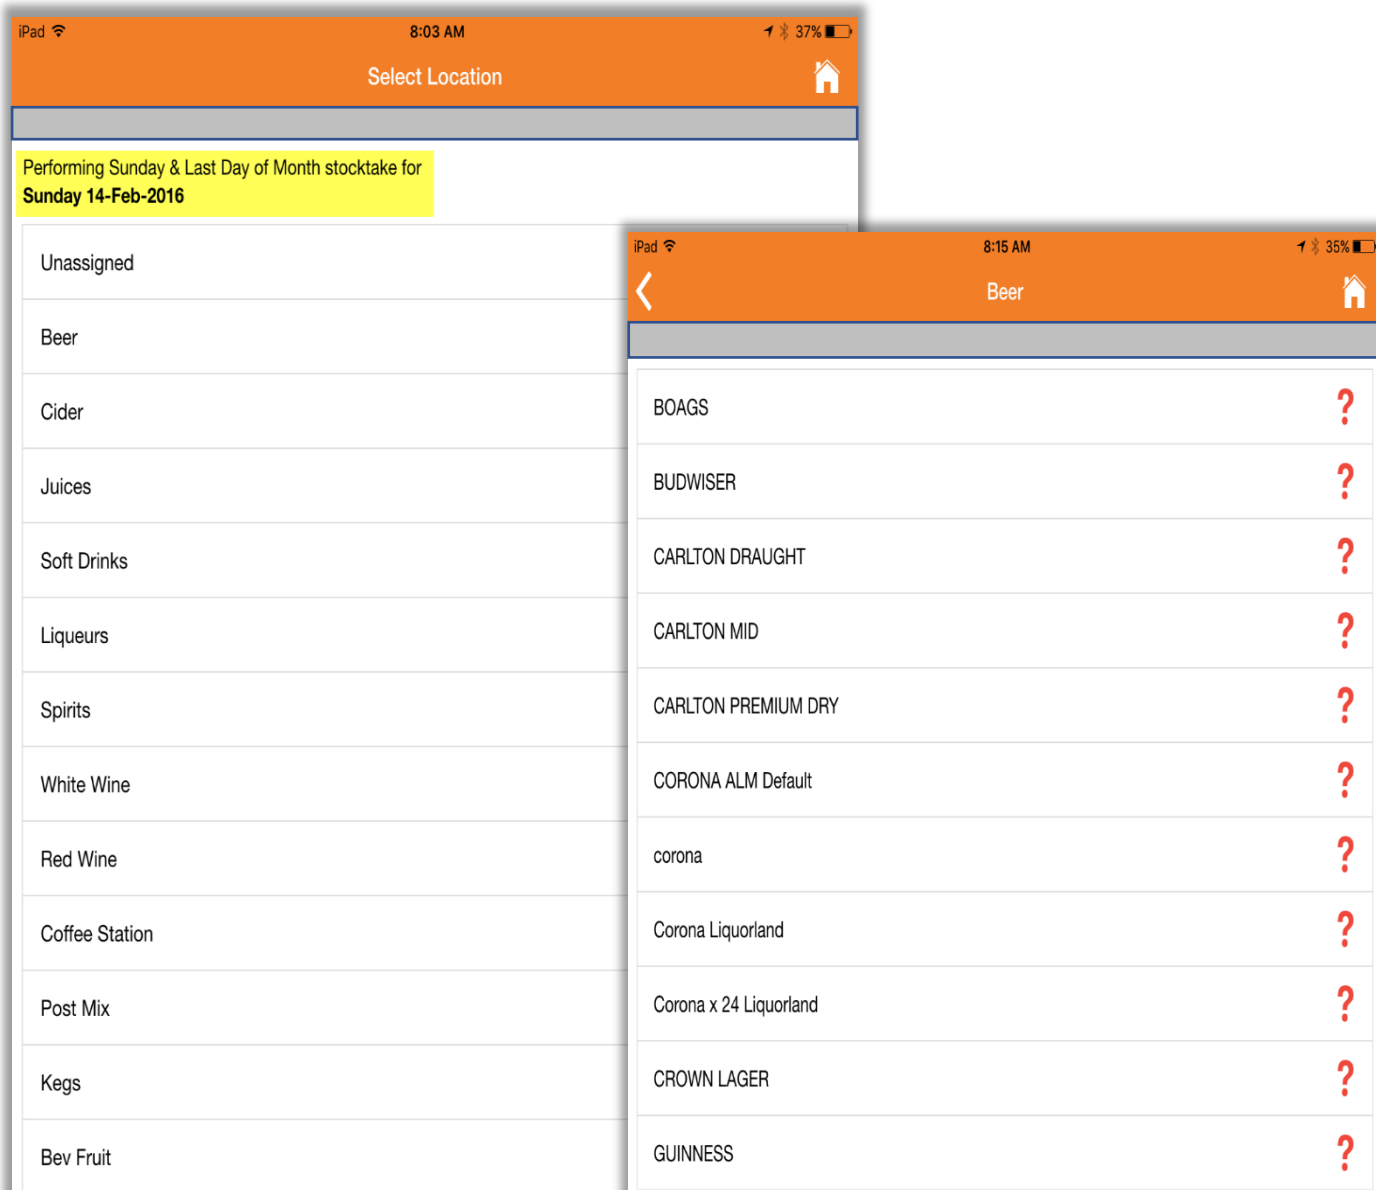 iPad 8:03 AM 37%
Select Location
Performing Sunday & Last Day of Month stocktake for
Sunday 14-Feb-2016
Unassigned
Beer
Cider
Juices
Soft Drinks
Liqueurs
Spirits
White Wine
Red Wine
Coffee Station
Post Mix
Kegs
Bev Fruit
iPad 8:15 AM 35%
Beer
BOAGS ?
BUDWISER ?
CARLTON DRAUGHT ?
CARLTON MID ?
CARLTON PREMIUM DRY ?
CORONA ALM Default ?
corona ?
Corona Liquorland ?
Corona x 24 Liquorland ?
CROWN LAGER ?
GUINNESS ?